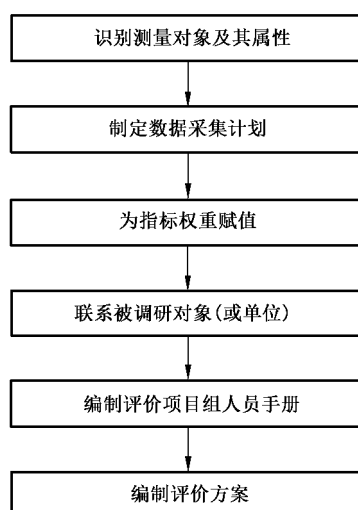 识别测量对象及其属性
制定数据采集计划
为指标权重赋值
联系被调研对象(或单位)
编制评价项目组人员手册
编制评价方案